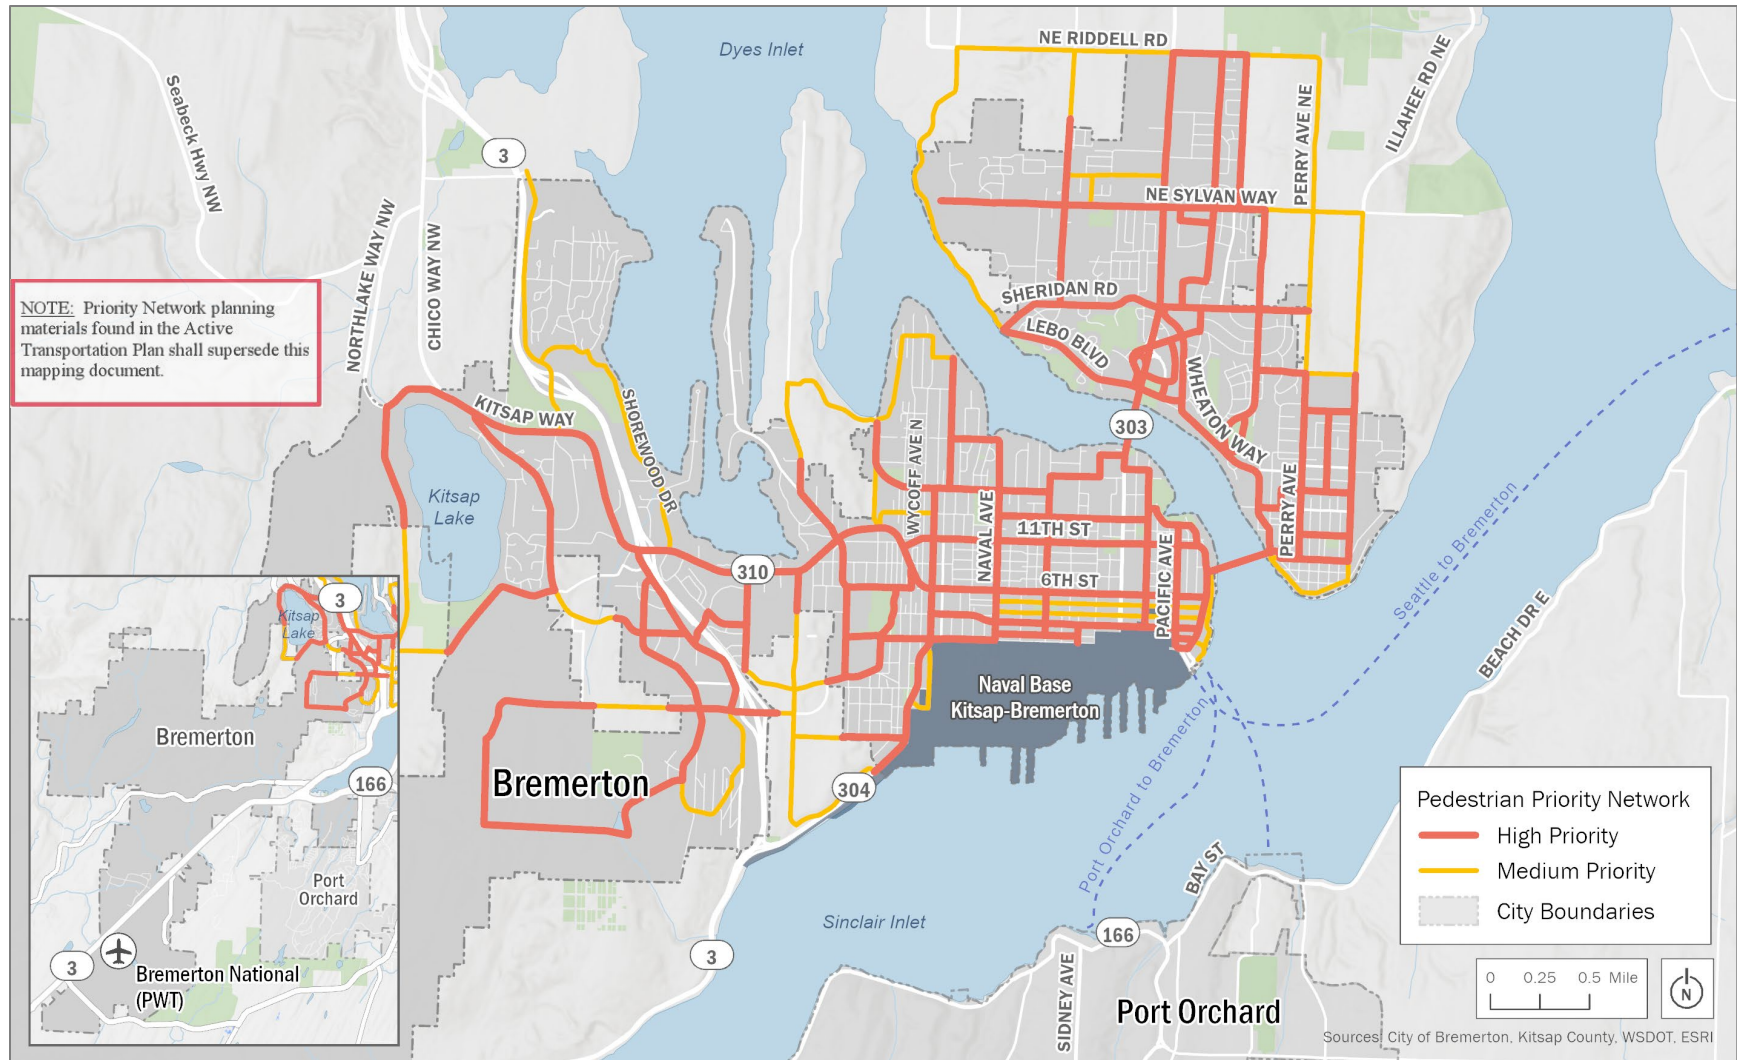 Dyes Inlet
NE RIDDELL RD
ILLAHEE RD NE
Seabeck Hwy NW
PERRY AVE NE
3
NE SYLVAN WAY
NORTHLAKE WAY NW
CHICO WAY NW
SHERIDAN RD
LEBO BLVD
NOTE: Priority Network planning
materials found in the Active
Transportation Plan shall supersede this
mapping document.
KITSAP WAY
SHOREWOOD DR
WHEATON WAY
303
WYCOFF AVE N
Kitsap
Lake
NAVAL AVE
PERRY AVE
11TH ST
PACIFIC AVE
6TH ST
310
Seattle to Bremerton
BEACH DR E
Naval Base
Kitsap-Bremerton
Port Orchard to Bremerton
Bremerton
304
Sinclair Inlet
BAY ST
166
3
SIDNEY AVE
Port Orchard
3
Kitsap
Lake
Bremerton
166
Port
Orchard
3
Bremerton National
(PWT)
Pedestrian Priority Network
High Priority
Medium Priority
City Boundaries
0 0.25 0.5 Mile
N
Sources: City of Bremerton, Kitsap County, WSDOT, ESRI